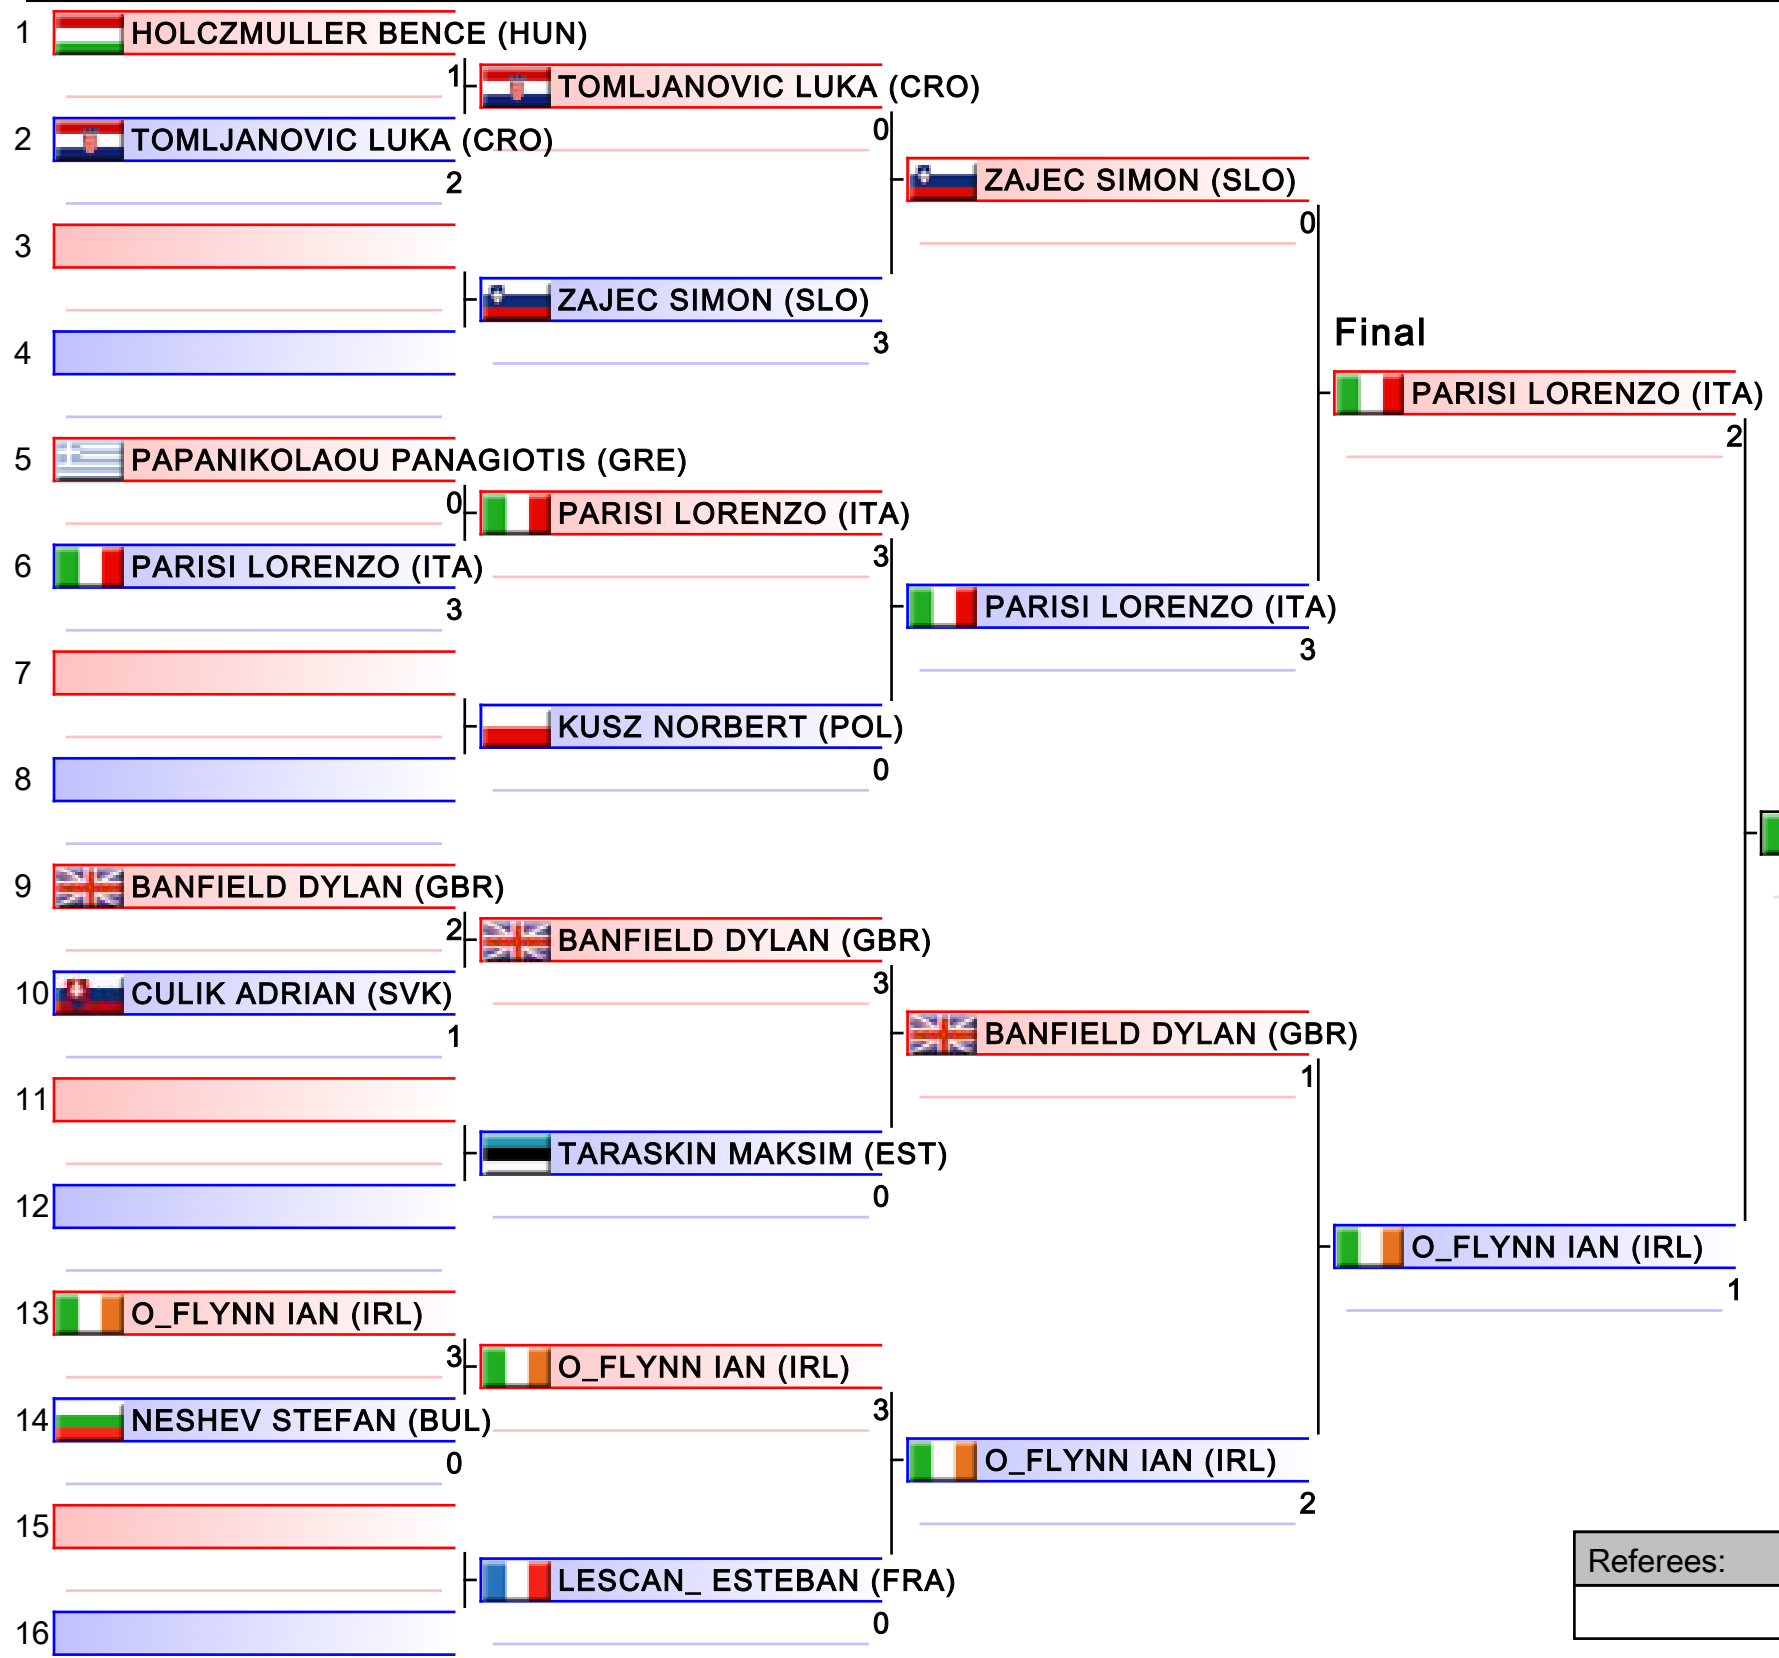 1 HOLCZMULLER BENCE (HUN)
1
TOMLJANOVIC LUKA (CRO)
0
2 TOMLJANOVIC LUKA (CRO)
2
ZAJEC SIMON (SLO)
0
3
ZAJEC SIMON (SLO)
3
4
Final
PARISI LORENZO (ITA)
2
5 PAPANIKOLAOU PANAGIOTIS (GRE)
0
PARISI LORENZO (ITA)
3
6 PARISI LORENZO (ITA)
3
PARISI LORENZO (ITA)
3
7
KUSZ NORBERT (POL)
0
8
9 BANFIELD DYLAN (GBR)
2
BANFIELD DYLAN (GBR)
3
10 CULIK ADRIAN (SVK)
1
BANFIELD DYLAN (GBR)
1
11
TARASKIN MAKSIM (EST)
0
12
O_FLYNN IAN (IRL)
1
13 O_FLYNN IAN (IRL)
3
O_FLYNN IAN (IRL)
3
14 NESHEV STEFAN (BUL)
0
O_FLYNN IAN (IRL)
2
15
LESCAN_ ESTEBAN (FRA)
0
16
Referees: